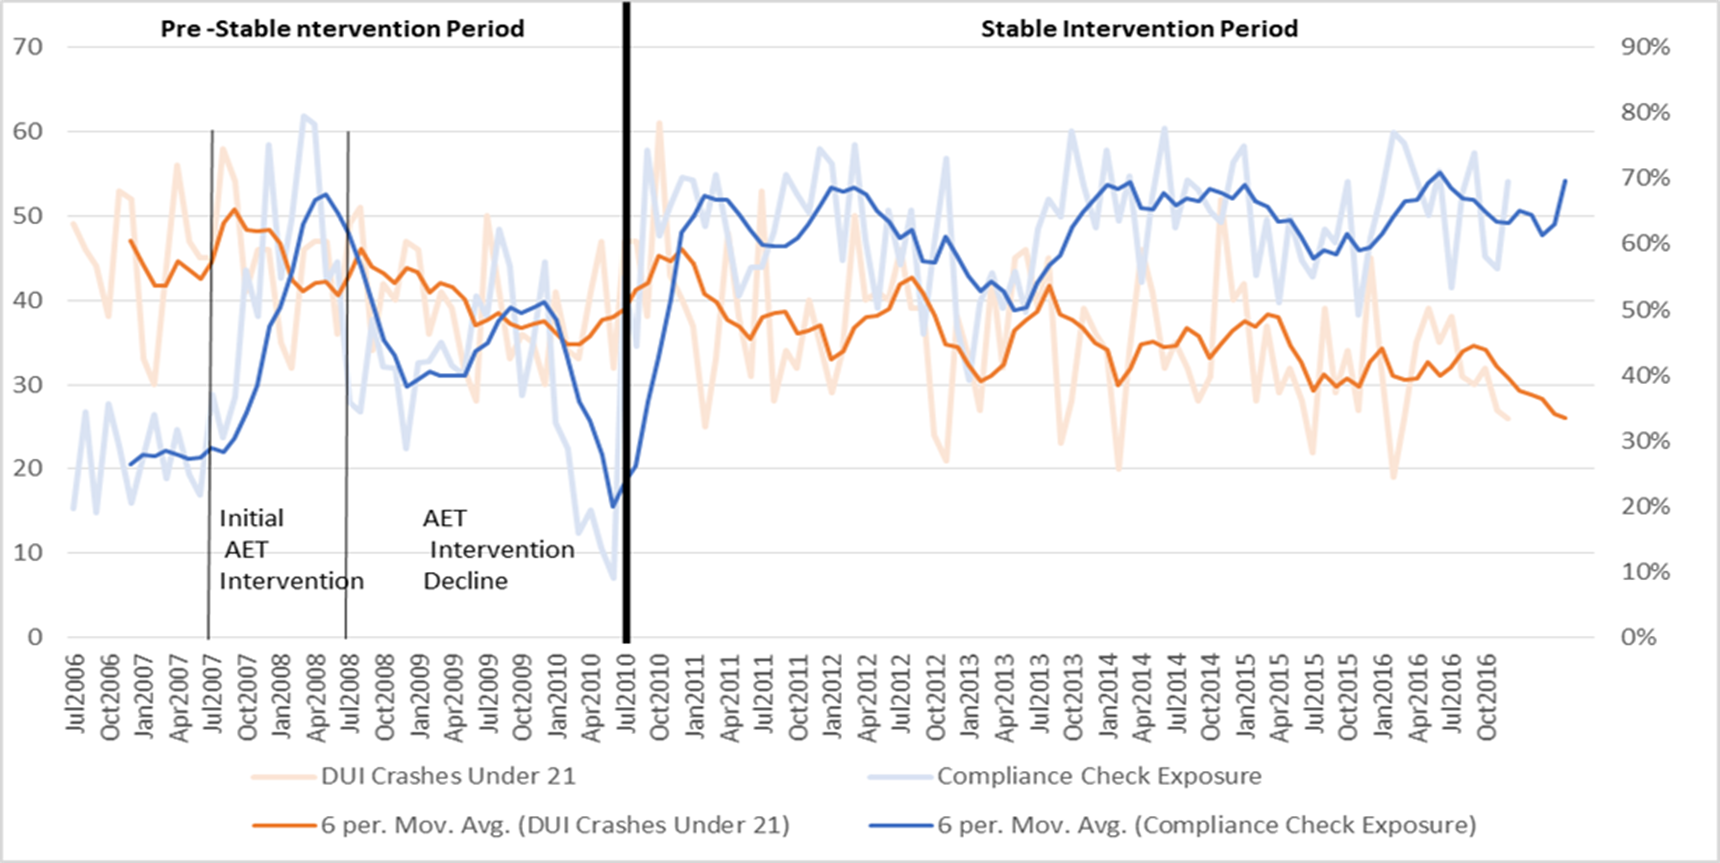 Pre -Stable ntervention Period
Stable Intervention Period
70
60
50
40
30
20
10
0
90%
80%
70%
60%
50%
40%
30%
20%
10%
0%
Initial
AET
Intervention
AET
Intervention
Decline
Jul2006
Oct2006
Jan2007
Apr2007
Jul2007
Oct2007
Jan2008
Apr2008
Jul2008
Oct2008
Jan2009
Apr2009
Jul2009
Oct2009
Jan2010
Apr2010
Jul2010
Oct2010
Jan2011
Apr2011
Jul2011
Oct2011
Jan2012
Apr2012
Jul2012
Oct2012
Jan2013
Apr2013
Jul2013
Oct2013
Jan2014
Apr2014
Jul2014
Oct2014
Jan2015
Apr2015
Jul2015
Oct2015
Jan2016
Apr2016
Jul2016
Oct2016
DUI Crashes Under 21
Compliance Check Exposure
6 per. Mov. Avg. (DUI Crashes Under 21)
6 per. Mov. Avg. (Compliance Check Exposure)